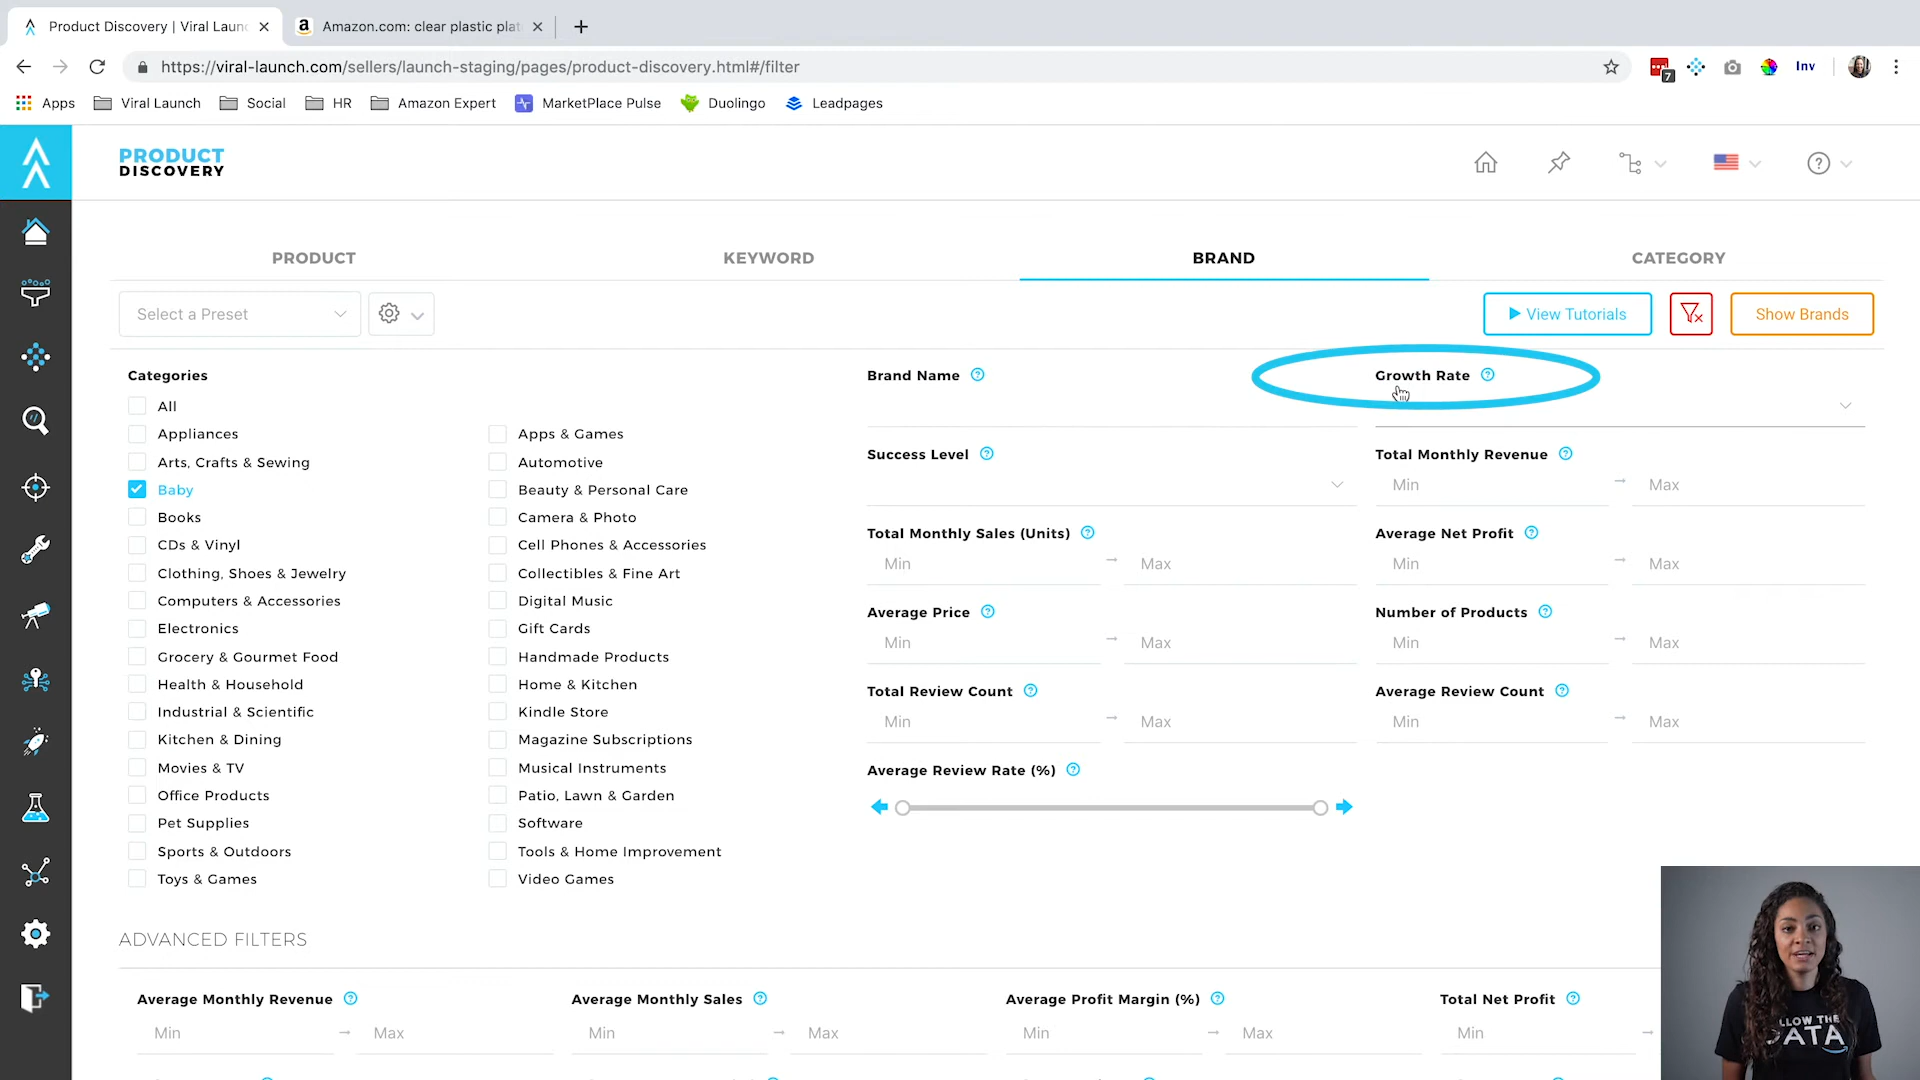 Product Discovery | Viral Laun
Amazon.com: clear plastic plat
https://viral-launch.com/sellers/launch-staging/pages/product-discovery.html#/filter
7
Inv
Apps
Viral Launch
Social
HR
Amazon Expert
MarketPlace Pulse
Duolingo
Leadpages
PRODUCT
DISCOVERY
PRODUCT
KEYWORD
BRAND
CATEGORY
Select a Preset
View Tutorials
Show Brands
Categories
All
Appliances
Apps & Games
Arts, Crafts & Sewing
Automotive
Baby
Beauty & Personal Care
Books
Camera & Photo
CDs & Vinyl
Cell Phones & Accessories
Clothing, Shoes & Jewelry
Collectibles & Fine Art
Computers & Accessories
Digital Music
Electronics
Gift Cards
Grocery & Gourmet Food
Handmade Products
Health & Household
Home & Kitchen
Industrial & Scientific
Kindle Store
Kitchen & Dining
Magazine Subscriptions
Movies & TV
Musical Instruments
Office Products
Patio, Lawn & Garden
Pet Supplies
Software
Sports & Outdoors
Tools & Home Improvement
Toys & Games
Video Games
Brand Name
Growth Rate
Success Level
Total Monthly Revenue
Min → Max
Total Monthly Sales (Units)
Min → Max
Average Net Profit
Min → Max
Average Price
Min → Max
Number of Products
Min → Max
Total Review Count
Min → Max
Average Review Count
Min → Max
Average Review Rate (%)
ADVANCED FILTERS
Average Monthly Revenue
Min → Max
Average Monthly Sales
Min → Max
Average Profit Margin (%)
Min → Max
Total Net Profit
Min →
LLOW THE
DATA